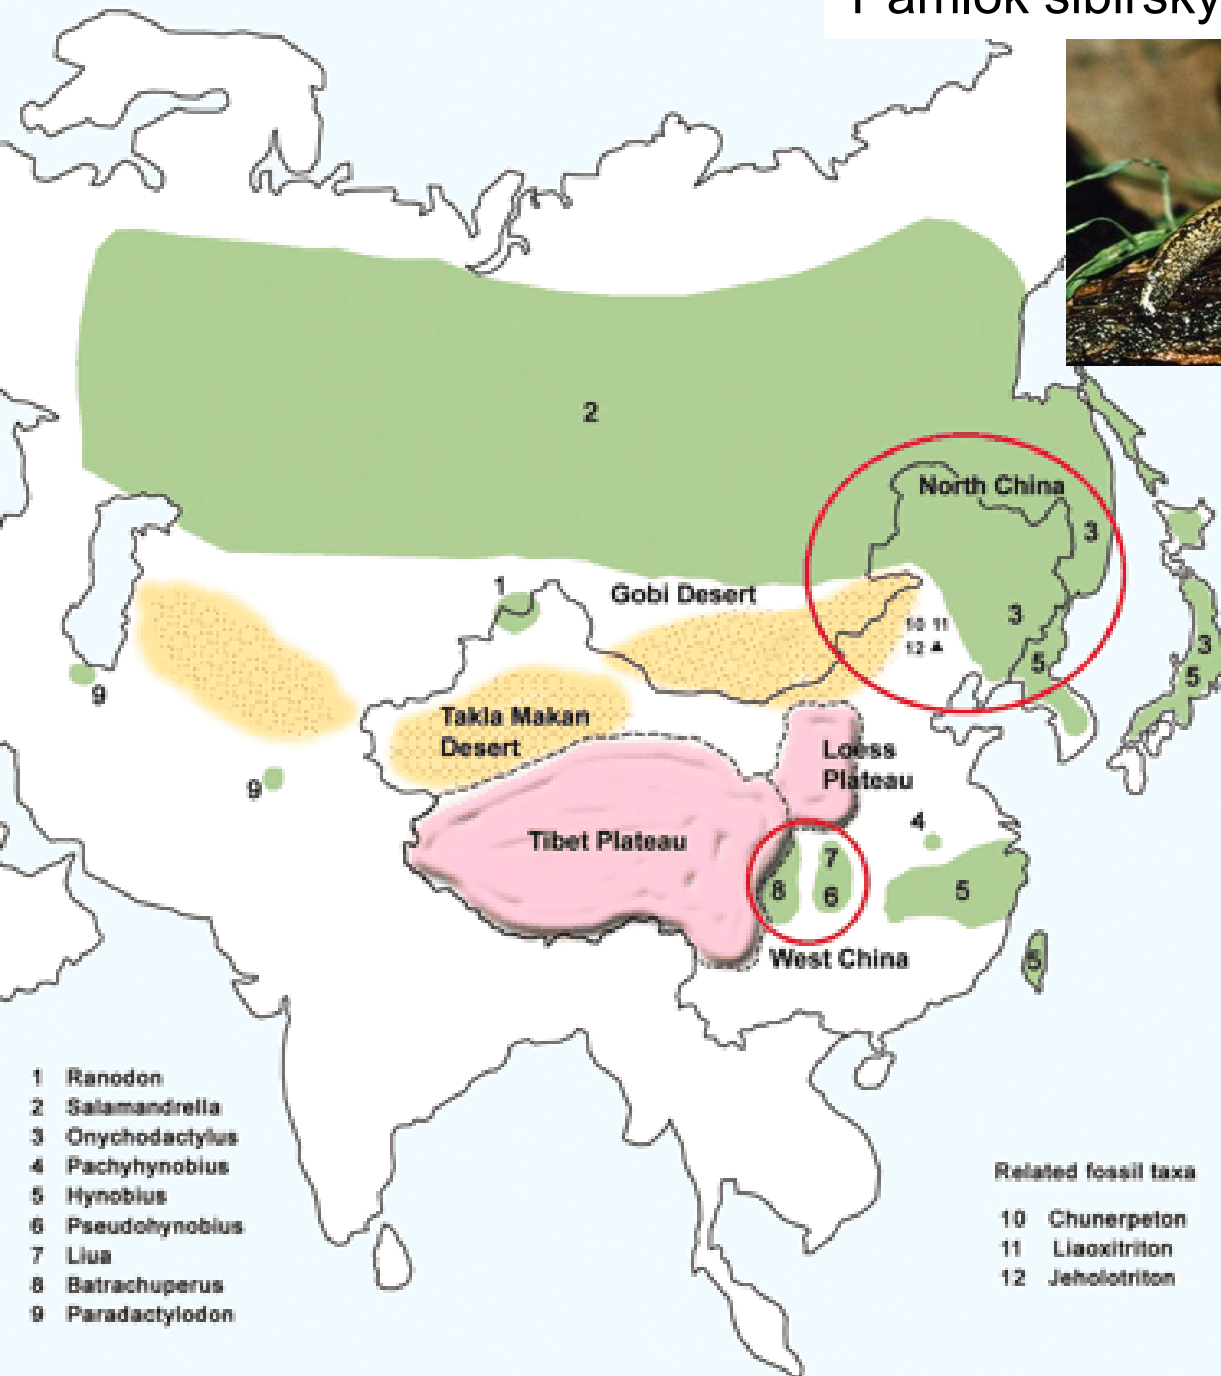 Pamlok sibirsky
2
North China
3
1
Gobi Desert
3
10 11
12
3
5
5
9
Takla Makan
Desert
Loess
Plateau
9
4
Tibet Plateau
7
8
6
5
West China
5
1 Ranodon
2 Salamandrella
3 Onychodactylus
4 Pachyhynobius
5 Hynobius
6 Pseudohynobius
7 Liua
8 Batrachuperus
9 Paradactylodon
Related fossil taxa
10 Chunerpeton
11 Liaoxitriton
12 Jeholotriton